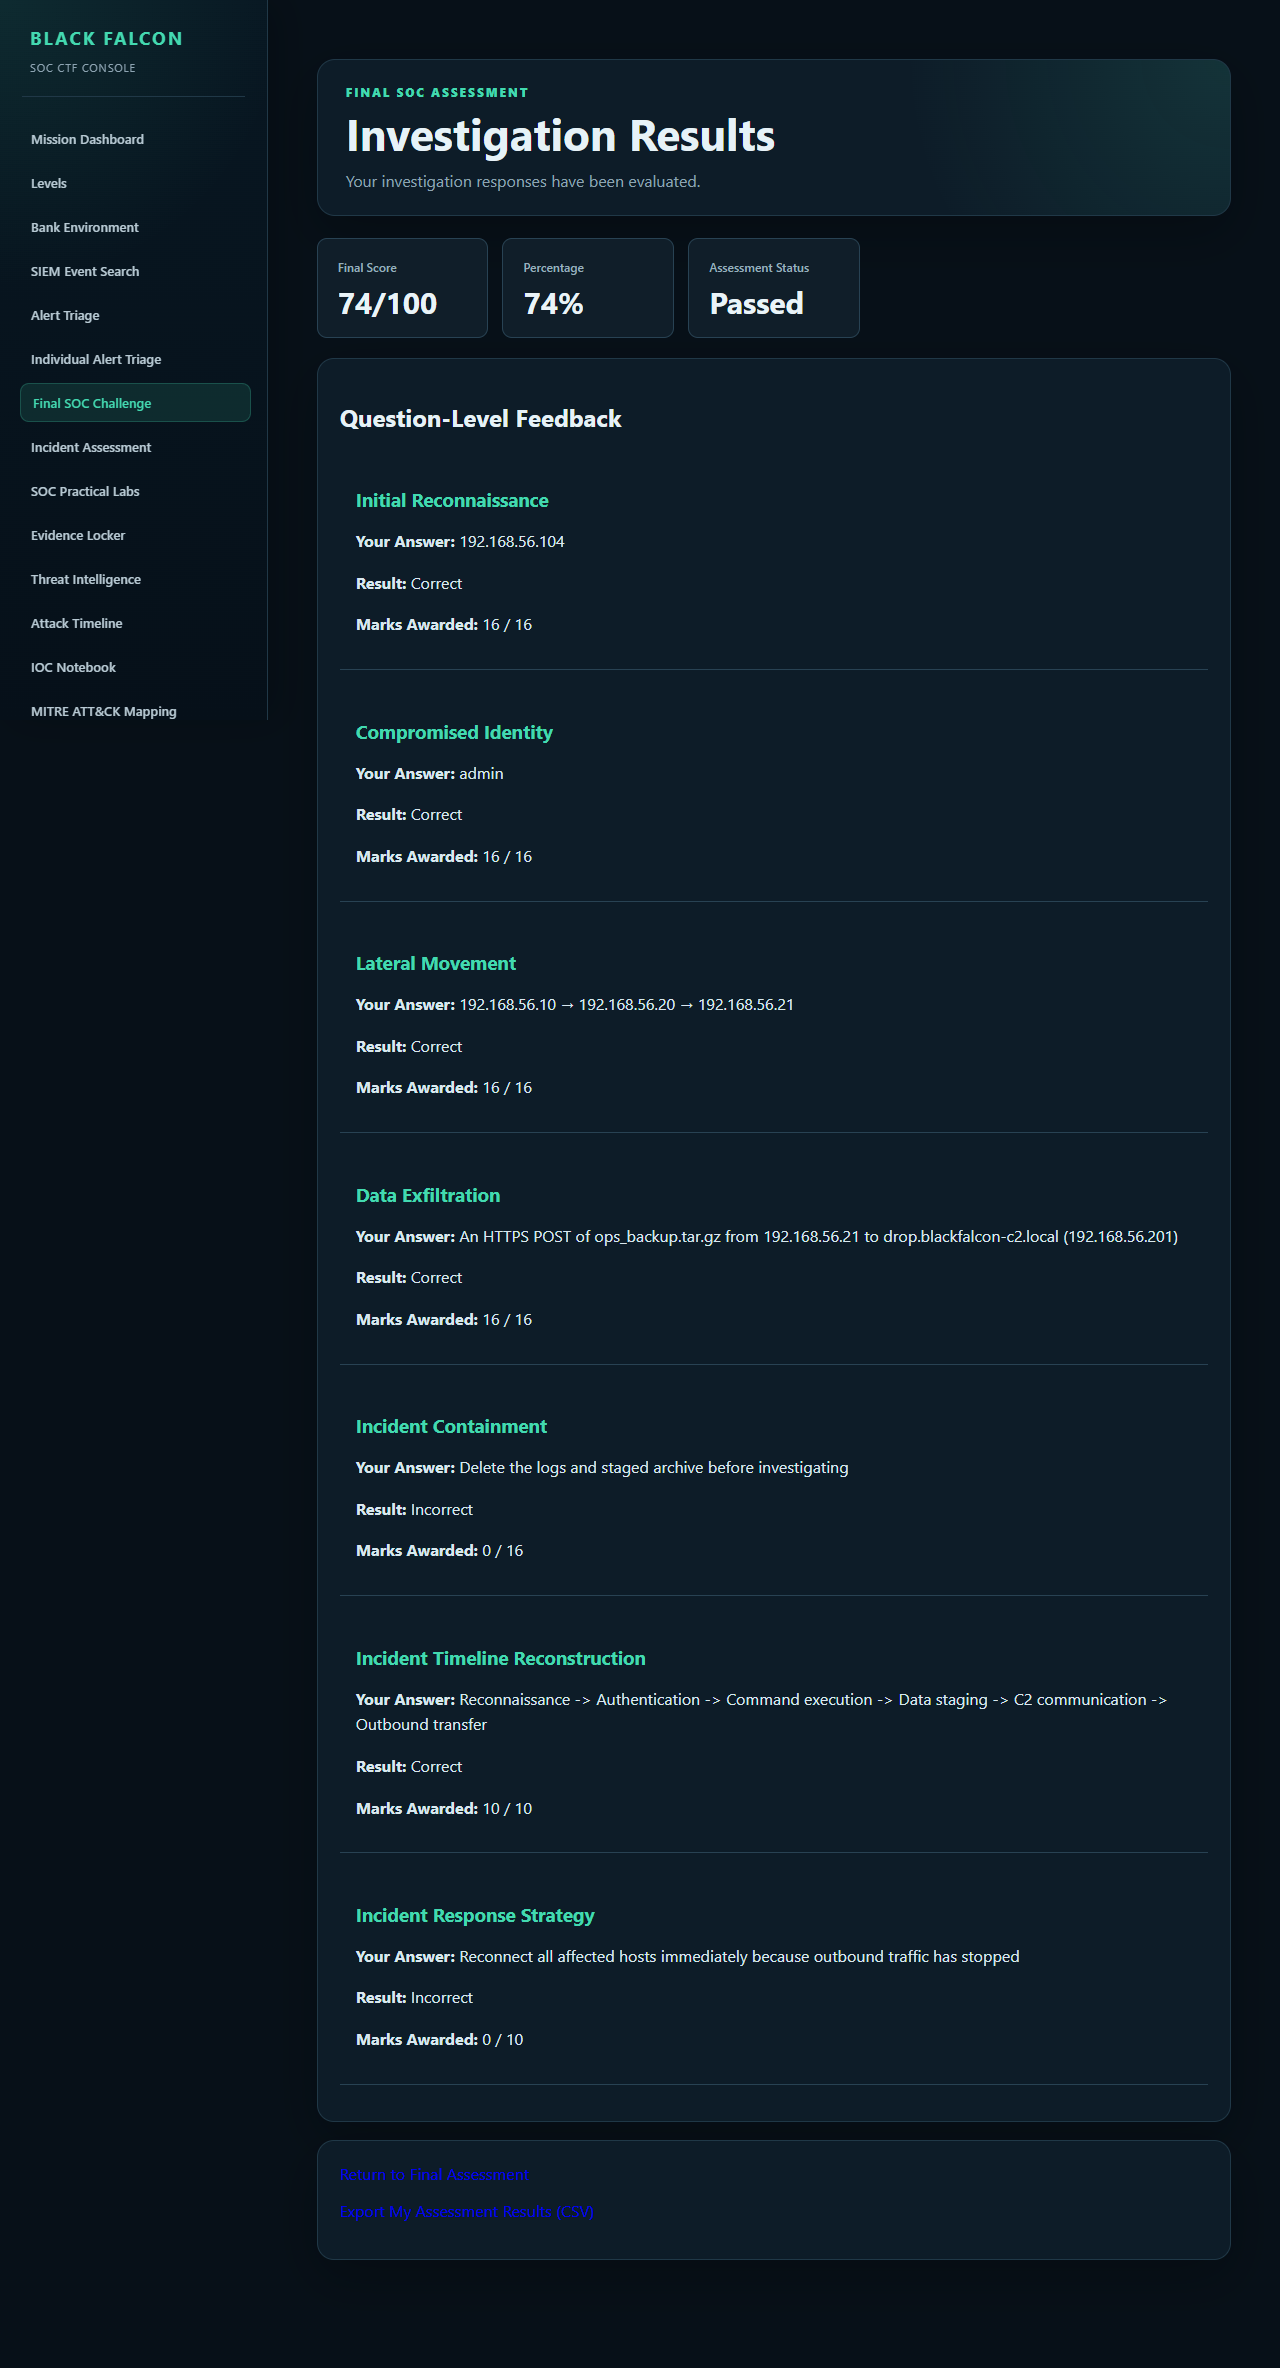 BLACK FALCON
SOC CTF CONSOLE
Mission Dashboard
Levels
Bank Environment
SIEM Event Search
Alert Triage
Individual Alert Triage
Final SOC Challenge
Incident Assessment
SOC Practical Labs
Evidence Locker
Threat Intelligence
Attack Timeline
IOC Notebook
MITRE ATT&CK Mapping
FINAL SOC ASSESSMENT
Investigation Results
Your investigation responses have been evaluated.
Final Score
74/100
Percentage
74%
Assessment Status
Passed
Question-Level Feedback
Initial Reconnaissance
Your Answer: 192.168.56.104
Result: Correct
Marks Awarded: 16 / 16
Compromised Identity
Your Answer: admin
Result: Correct
Marks Awarded: 16 / 16
Lateral Movement
Your Answer: 192.168.56.10 → 192.168.56.20 → 192.168.56.21
Result: Correct
Marks Awarded: 16 / 16
Data Exfiltration
Your Answer: An HTTPS POST of ops_backup.tar.gz from 192.168.56.21 to drop.blackfalcon-c2.local (192.168.56.201)
Result: Correct
Marks Awarded: 16 / 16
Incident Containment
Your Answer: Delete the logs and staged archive before investigating
Result: Incorrect
Marks Awarded: 0 / 16
Incident Timeline Reconstruction
Your Answer: Reconnaissance -> Authentication -> Command execution -> Data staging -> C2 communication ->
Outbound transfer
Result: Correct
Marks Awarded: 10 / 10
Incident Response Strategy
Your Answer: Reconnect all affected hosts immediately because outbound traffic has stopped
Result: Incorrect
Marks Awarded: 0 / 10
Return to Final Assessment
Export My Assessment Results (CSV)